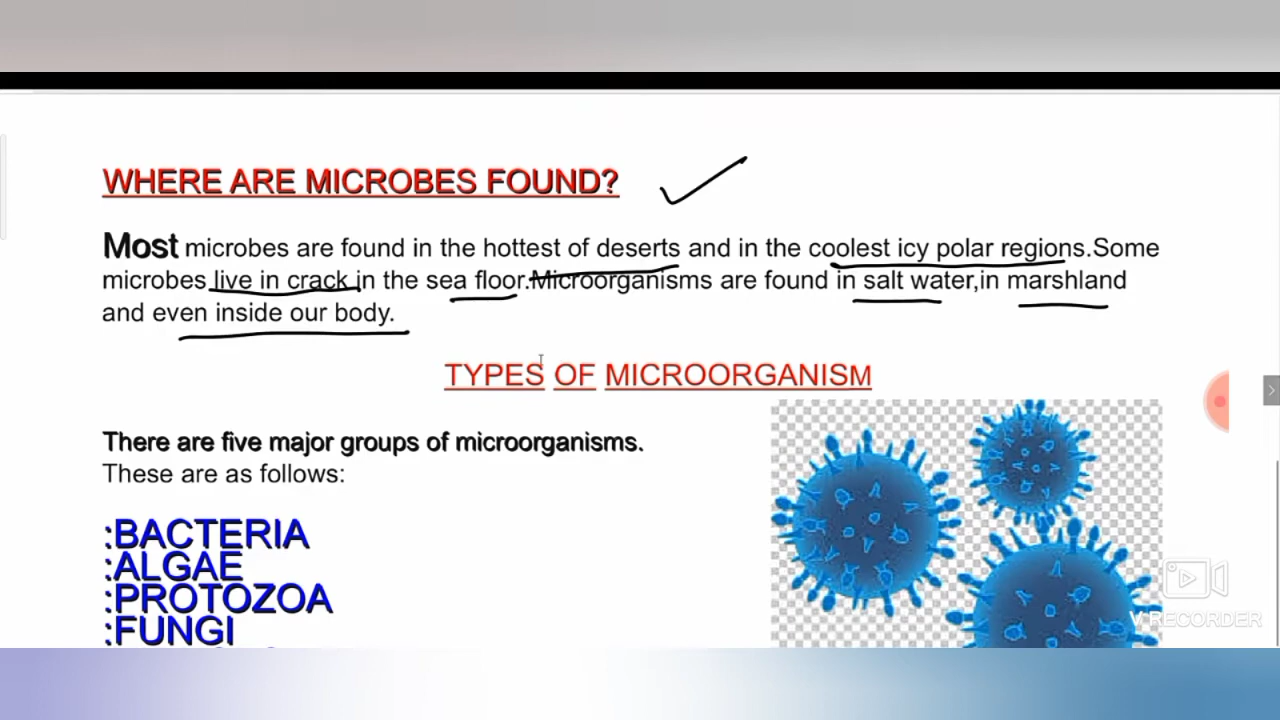 WHERE ARE MICROBES FOUND?
Most microbes are found in the hottest of deserts and in the coolest icy polar regions.Some
microbes live in crack in the sea floor.Microorganisms are found in salt water,in marshland
and even inside our body.
TYPES OF MICROORGANISM
There are five major groups of microorganisms.
These are as follows:
:BACTERIA
:ALGAE
:PROTOZOA
:FUNGI
V RECORDER